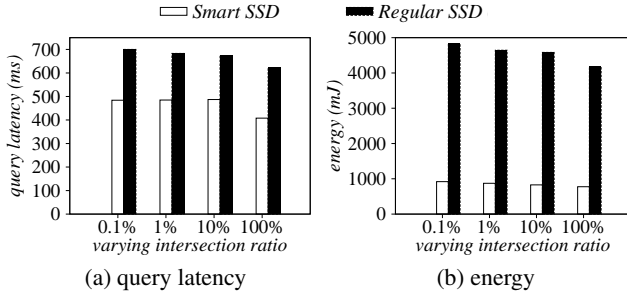 Smart SSD Regular SSD
700
600
500
400
300
200
100
0
query latency (ms)
0.1% 1% 10% 100%
varying intersection ratio
(a) query latency
5000
4000
3000
2000
1000
0
energy (mJ)
0.1% 1% 10% 100%
varying intersection ratio
(b) energy